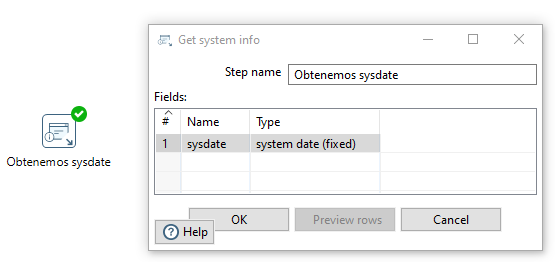 Get system info
Step name Obtenemos sysdate
Fields:
# Name Type
1 sysdate system date (fixed)
Obtenemos sysdate
OK Preview rows Cancel
Help